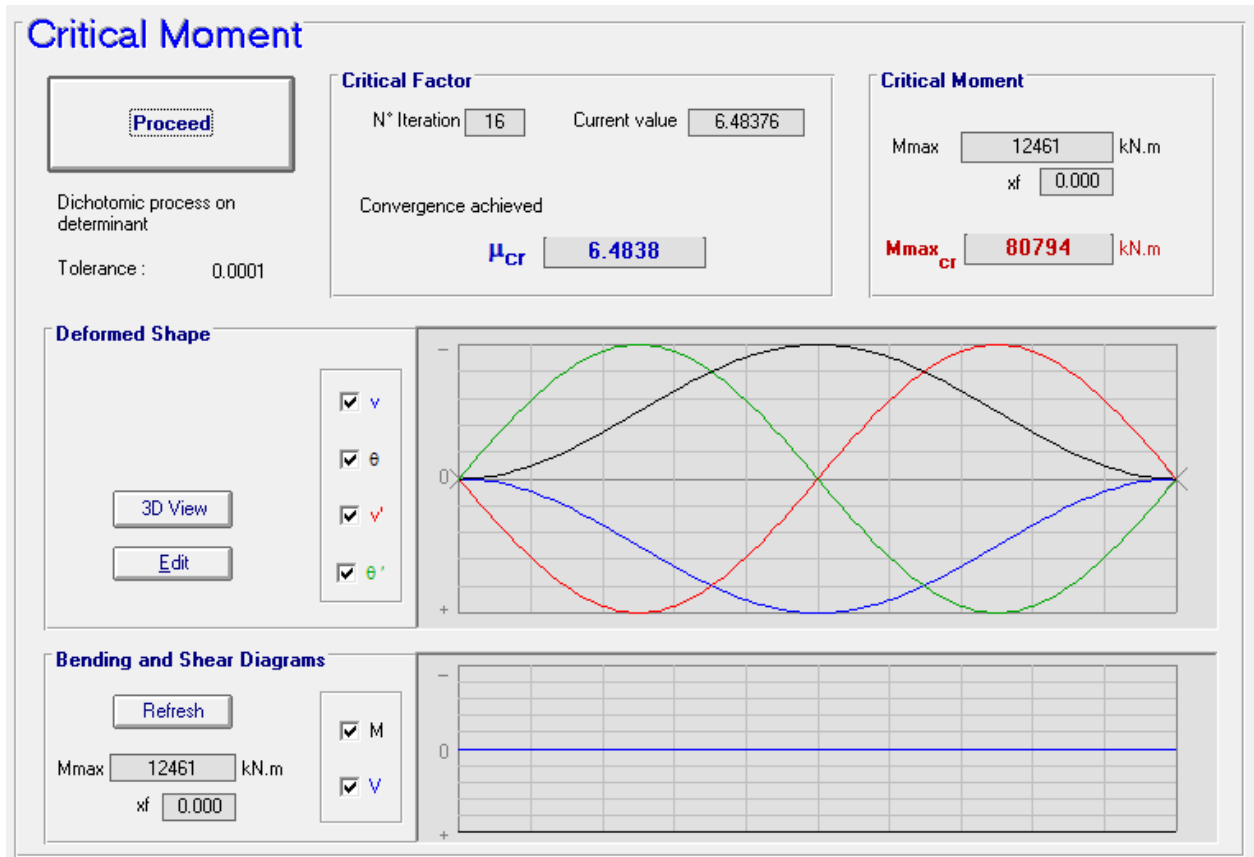 Critical Moment
Proceed
Dichotomic process on
determinant
Tolerance : 0.0001
Critical Factor
N° Iteration 16 Current value 6.48376
Convergence achieved
μcr 6.4838
Critical Moment
Mmax 12461 kN.m
xf 0.000
Mmaxcr 80794 kN.m
Deformed Shape
3D View
Edit
v
θ
v'
θ'
−
0
+
Bending and Shear Diagrams
Refresh
Mmax 12461 kN.m
xf 0.000
M
V
−
0
+